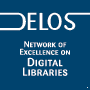 DELOS
NETWORK OF
EXCELLENCE ON
DIGITAL
LIBRARIES